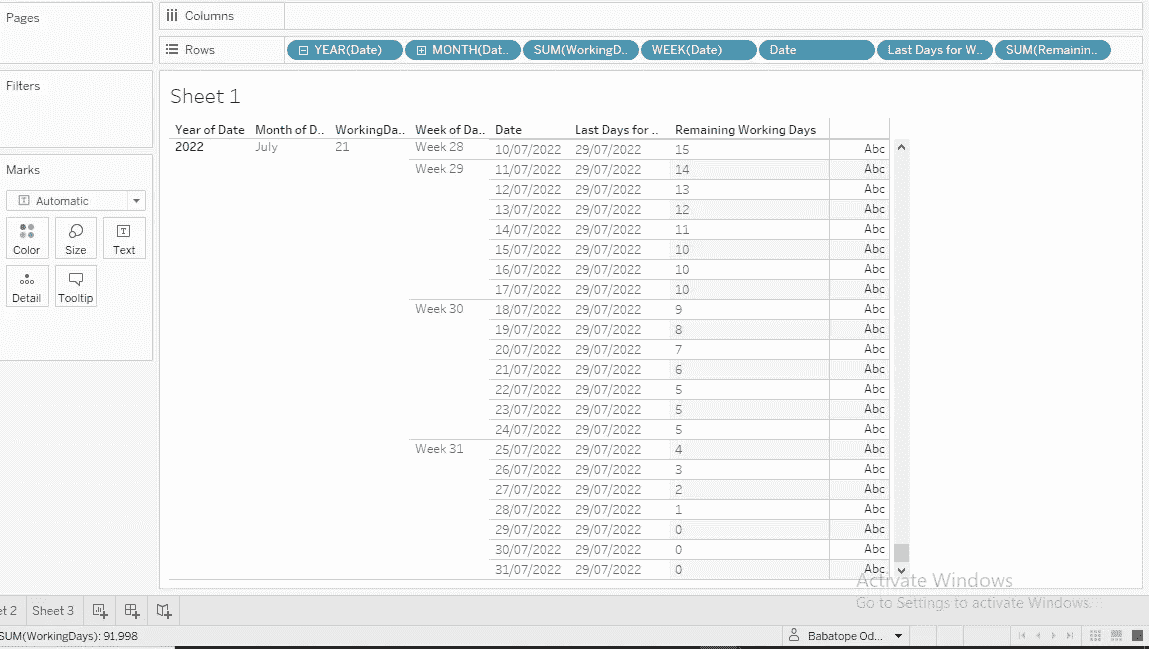 Pages
Columns
Rows YEAR(Date) MONTH(Dat.. SUM(WorkingD.. WEEK(Date) Date Last Days for W.. SUM(Remainin..
Filters
Sheet 1
Year of Date Month of D.. WorkingDa.. Week of Da.. Date Last Days for .. Remaining Working Days
2022 July 21 Week 28 10/07/2022 29/07/2022 15 Abc
Week 29 11/07/2022 29/07/2022 14 Abc
12/07/2022 29/07/2022 13 Abc
13/07/2022 29/07/2022 12 Abc
14/07/2022 29/07/2022 11 Abc
15/07/2022 29/07/2022 10 Abc
16/07/2022 29/07/2022 10 Abc
17/07/2022 29/07/2022 10 Abc
Week 30 18/07/2022 29/07/2022 9 Abc
19/07/2022 29/07/2022 8 Abc
20/07/2022 29/07/2022 7 Abc
21/07/2022 29/07/2022 6 Abc
22/07/2022 29/07/2022 5 Abc
23/07/2022 29/07/2022 5 Abc
24/07/2022 29/07/2022 5 Abc
Week 31 25/07/2022 29/07/2022 4 Abc
26/07/2022 29/07/2022 3 Abc
27/07/2022 29/07/2022 2 Abc
28/07/2022 29/07/2022 1 Abc
29/07/2022 29/07/2022 0 Abc
30/07/2022 29/07/2022 0 Abc
31/07/2022 29/07/2022 0 Abc
Marks
Automatic
Color Size Text
Detail Tooltip
Activate Windows
Go to Settings to activate Windows.
et 2 Sheet 3
SUM(WorkingDays): 91,998 Babatope Od...